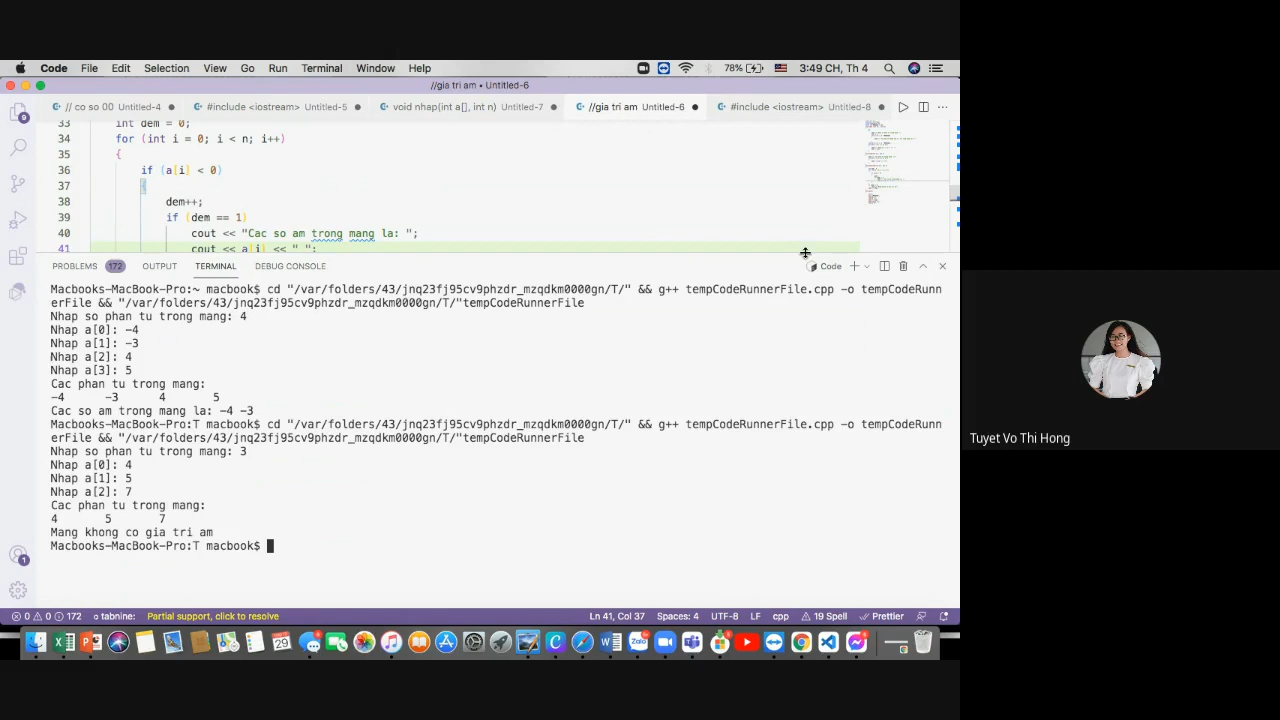 Code File Edit Selection View Go Run Terminal Window Help 78% 3:49 CH, Th 4
//gia tri am • Untitled-6
// co so 00 Untitled-4 ● #include <iostream> Untitled-5 ● void nhap(int a[], int n) Untitled-7 ● //gia tri am Untitled-6 ● #include <iostream> Untitled-8 ●
33 int dem = 0;
34 for (int i = 0; i < n; i++)
35 {
36 if (a[i] < 0)
37 {
38 dem++;
39 if (dem == 1)
40 cout << "Cac so am trong mang la: ";
41 cout << a[i] << " ";
PROBLEMS 172 OUTPUT TERMINAL DEBUG CONSOLE Code
Macbooks-MacBook-Pro:~ macbook$ cd "/var/folders/43/jnq23fj95cv9phzdr_mzqdkm0000gn/T/" && g++ tempCodeRunnerFile.cpp -o tempCodeRunn
erFile && "/var/folders/43/jnq23fj95cv9phzdr_mzqdkm0000gn/T/"tempCodeRunnerFile
Nhap so phan tu trong mang: 4
Nhap a[0]: -4
Nhap a[1]: -3
Nhap a[2]: 4
Nhap a[3]: 5
Cac phan tu trong mang:
-4 -3 4 5
Cac so am trong mang la: -4 -3
Macbooks-MacBook-Pro:T macbook$ cd "/var/folders/43/jnq23fj95cv9phzdr_mzqdkm0000gn/T/" && g++ tempCodeRunnerFile.cpp -o tempCodeRunn
erFile && "/var/folders/43/jnq23fj95cv9phzdr_mzqdkm0000gn/T/"tempCodeRunnerFile
Nhap so phan tu trong mang: 3
Nhap a[0]: 4
Nhap a[1]: 5
Nhap a[2]: 7
Cac phan tu trong mang:
4 5 7
Mang khong co gia tri am
Macbooks-MacBook-Pro:T macbook$
Tuyet Vo Thi Hong
0 0 172 tabnine: Partial support, click to resolve Ln 41, Col 37 Spaces: 4 UTF-8 LF cpp 19 Spell Prettier